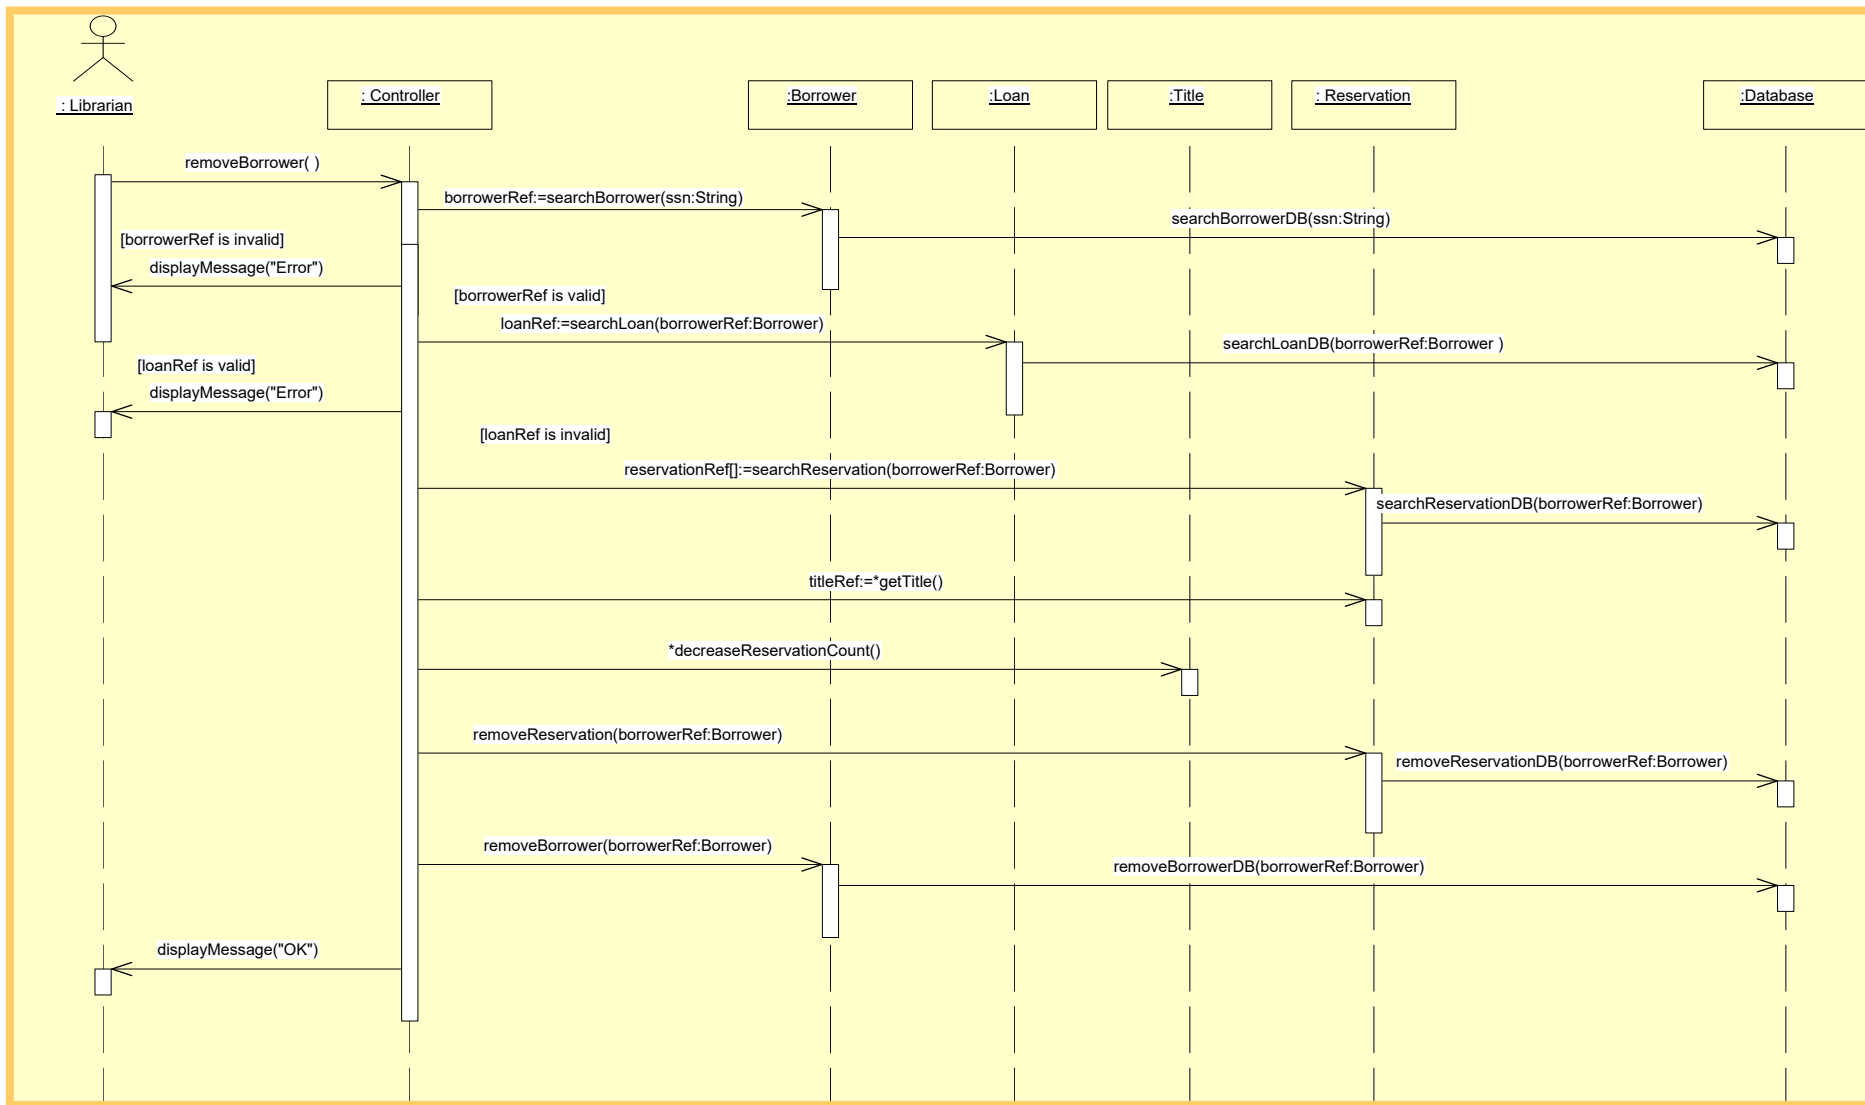 : Librarian
: Controller
:Borrower
:Loan
:Title
: Reservation
:Database
removeBorrower( )
borrowerRef:=searchBorrower(ssn:String)
searchBorrowerDB(ssn:String)
[borrowerRef is invalid]
displayMessage("Error")
[borrowerRef is valid]
loanRef:=searchLoan(borrowerRef:Borrower)
searchLoanDB(borrowerRef:Borrower )
[loanRef is valid]
displayMessage("Error")
[loanRef is invalid]
reservationRef[]:=searchReservation(borrowerRef:Borrower)
searchReservationDB(borrowerRef:Borrower)
titleRef:=*getTitle()
*decreaseReservationCount()
removeReservation(borrowerRef:Borrower)
removeReservationDB(borrowerRef:Borrower)
removeBorrower(borrowerRef:Borrower)
removeBorrowerDB(borrowerRef:Borrower)
displayMessage("OK")